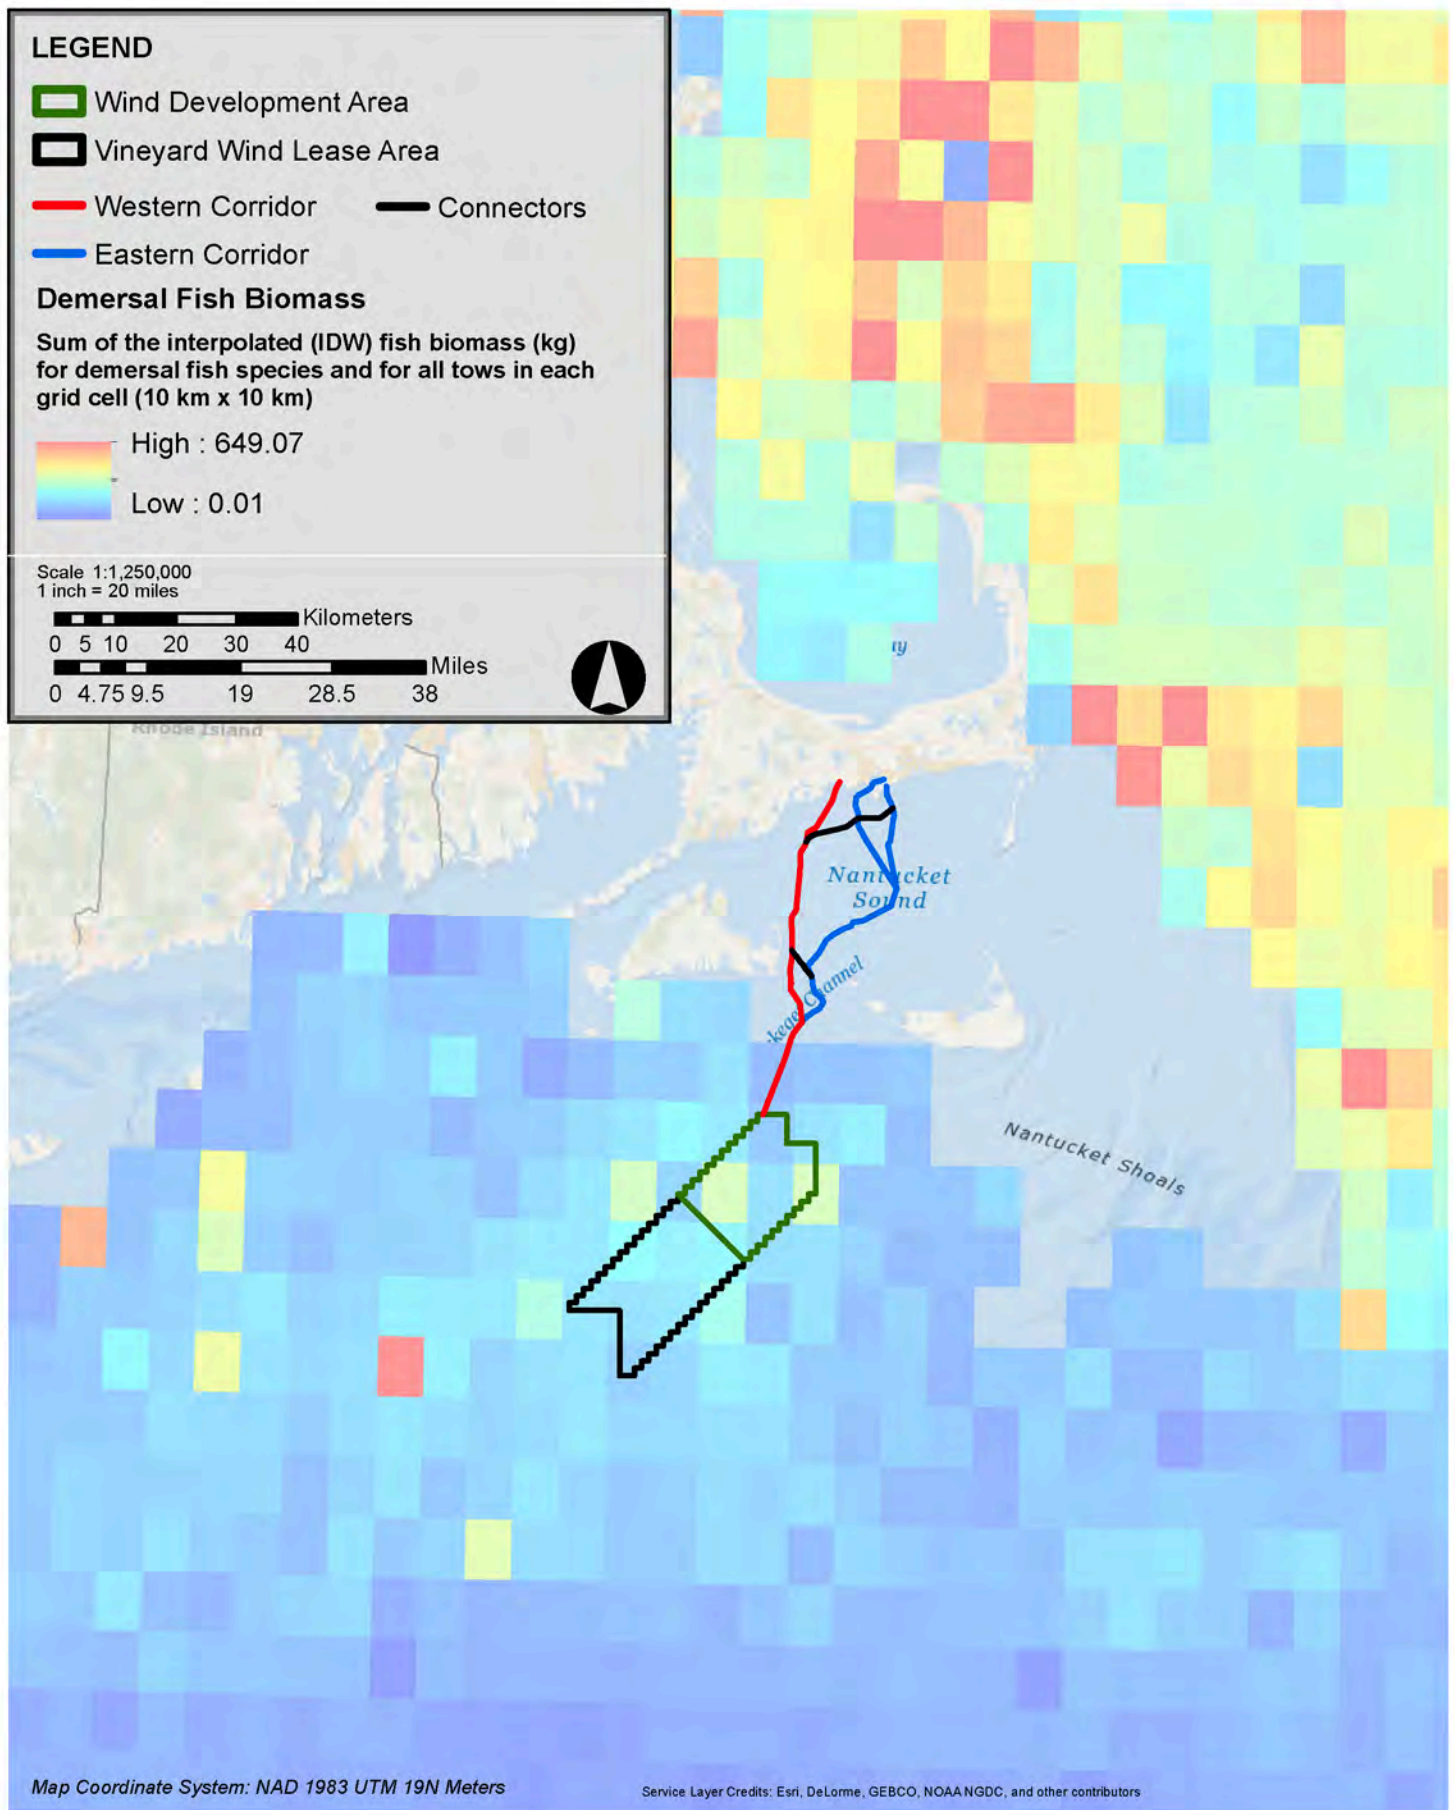 LEGEND
Wind Development Area
Vineyard Wind Lease Area
Western Corridor
Connectors
Eastern Corridor
Demersal Fish Biomass
Sum of the interpolated (IDW) fish biomass (kg)
for demersal fish species and for all tows in each
grid cell (10 km x 10 km)
High : 649.07
Low : 0.01
Scale 1:1,250,000
1 inch = 20 miles
Kilometers
0 5 10 20 30 40
Miles
0 4.75 9.5 19 28.5 38
ay
Rhode Island
Nantucket
Sound
Channel
Nantucket Shoals
Map Coordinate System: NAD 1983 UTM 19N Meters
Service Layer Credits: Esri, DeLorme, GEBCO, NOAA NGDC, and other contributors